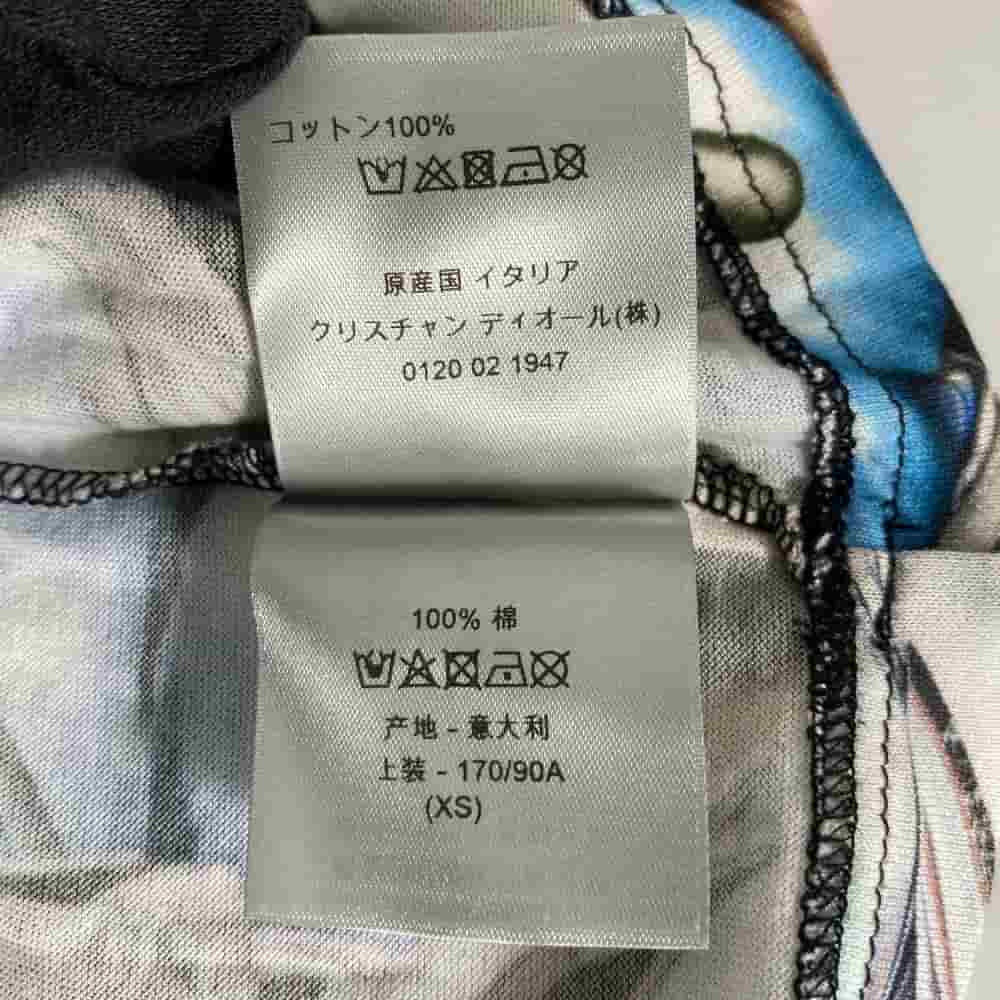 コットン100%
原産国 イタリア
クリスチャン ディオール(株)
0120 02 1947
100% 棉
产地 - 意大利
上装 - 170/90A
(XS)